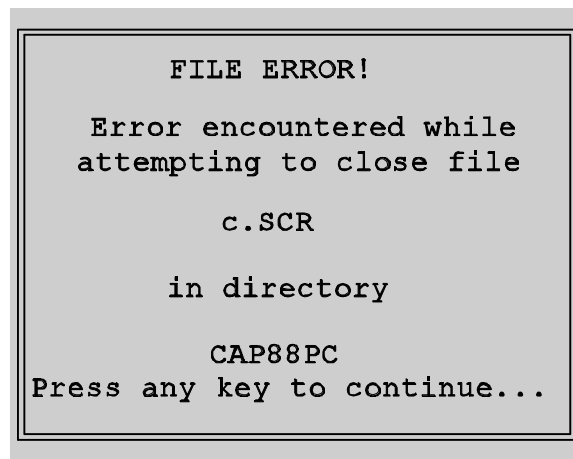 FILE ERROR!
Error encountered while
attempting to close file
c.SCR
in directory
CAP88PC
Press any key to continue...